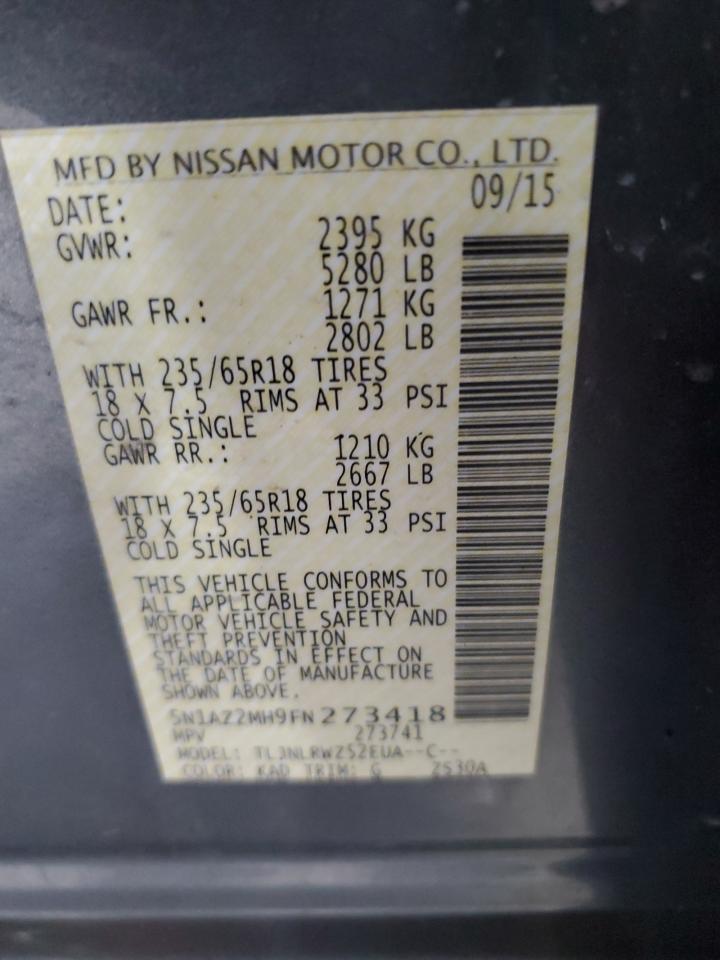 MFD BY NISSAN MOTOR CO., LTD.
DATE: 09/15
GVWR: 2395 KG
5280 LB
GAWR FR.: 1271 KG
2802 LB
WITH 235/65R18 TIRES
18 X 7.5 RIMS AT 33 PSI
COLD SINGLE
GAWR RR.: 1210 KG
2667 LB
WITH 235/65R18 TIRES
18 X 7.5 RIMS AT 33 PSI
COLD SINGLE
THIS VEHICLE CONFORMS TO
ALL APPLICABLE FEDERAL
MOTOR VEHICLE SAFETY AND
THEFT PREVENTION
STANDARDS IN EFFECT ON
THE DATE OF MANUFACTURE
SHOWN ABOVE.
5N1AZ2MH9FN273418
MPV 273741
MODEL: TL3NLRWZ52EUA--C--
COLOR: KAD TRIM: G